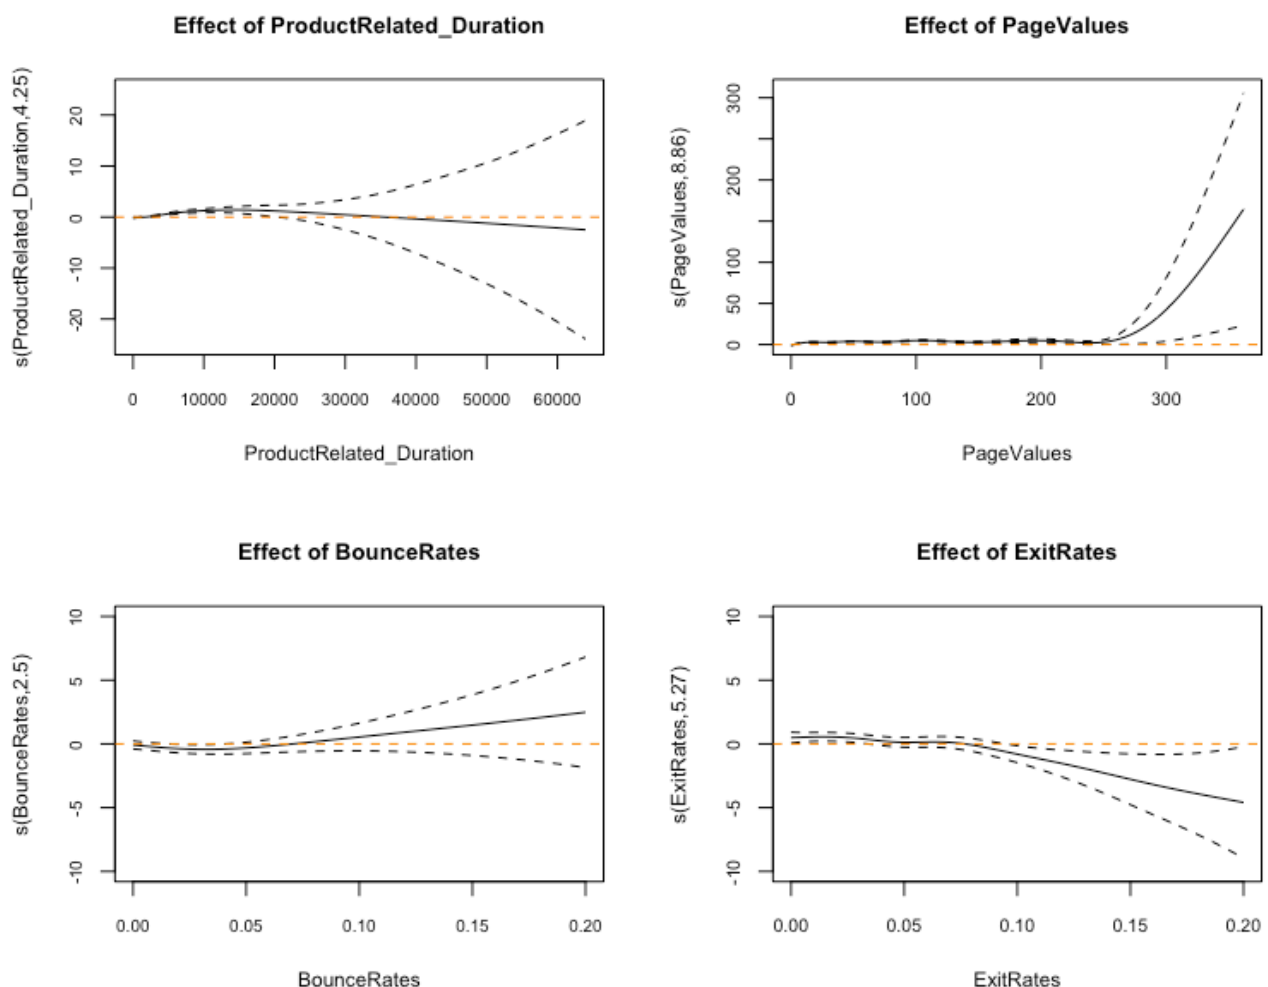 Effect of ProductRelated_Duration
s(ProductRelated_Duration,4.25)
20
10
0
-10
-20
0 10000 20000 30000 40000 50000 60000
ProductRelated_Duration
Effect of PageValues
s(PageValues,8.86)
300
200
100
50
0
0 100 200 300
PageValues
Effect of BounceRates
s(BounceRates,2.5)
10
5
0
-5
-10
0.00 0.05 0.10 0.15 0.20
BounceRates
Effect of ExitRates
s(ExitRates,5.27)
10
5
0
-5
-10
0.00 0.05 0.10 0.15 0.20
ExitRates